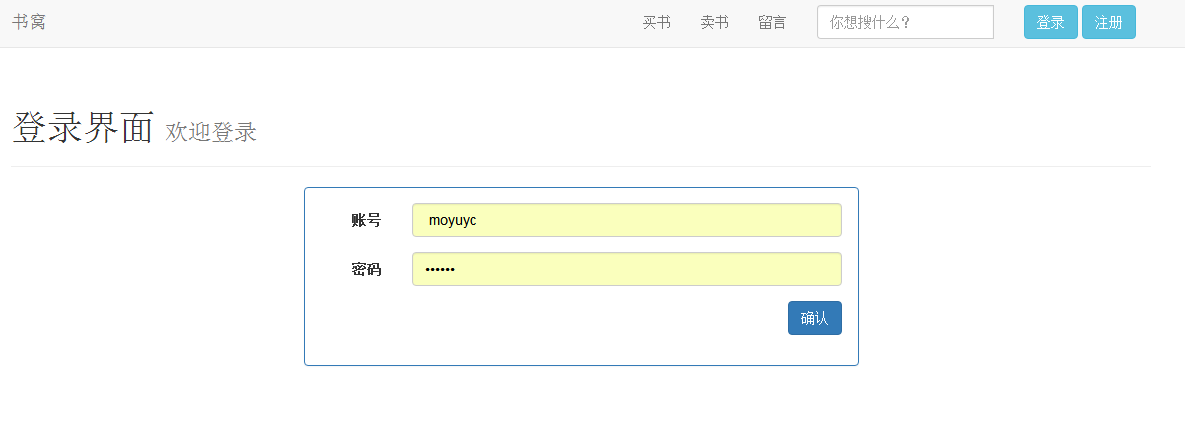 书窝 买书 卖书 留言 你想搜什么? 登录 注册
登录界面 欢迎登录
账号 moyuyc
密码 ••••••
确认